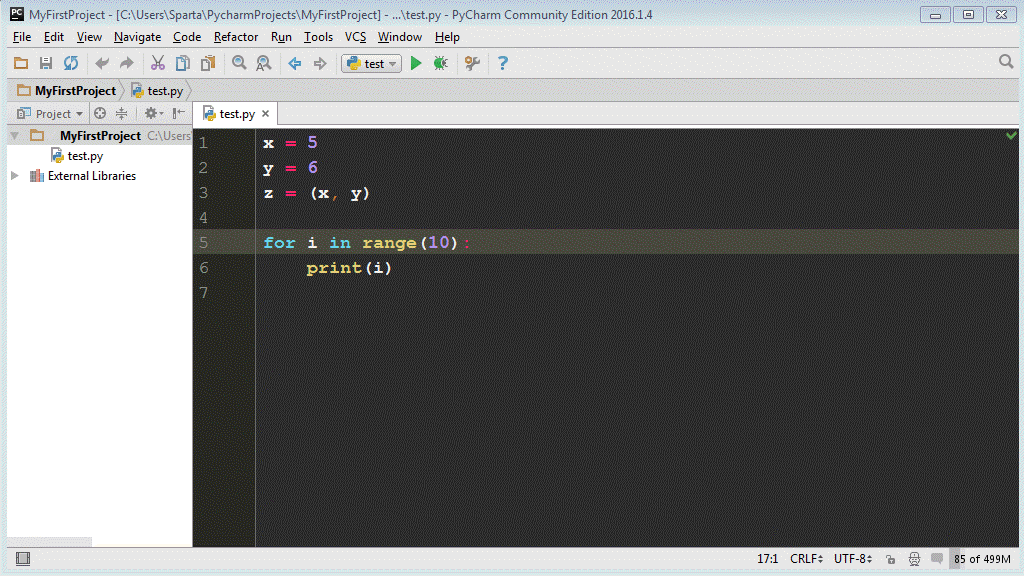 PC MyFirstProject - [C:\Users\Sparta\PycharmProjects\MyFirstProject] - ...\test.py - PyCharm Community Edition 2016.1.4
File Edit View Navigate Code Refactor Run Tools VCS Window Help
test
MyFirstProject test.py
Project test.py
MyFirstProject C:\Users
test.py
External Libraries
1 x = 5
2 y = 6
3 z = (x, y)
4
5 for i in range(10):
6     print(i)
7
17:1 CRLF UTF-8 85 of 499M